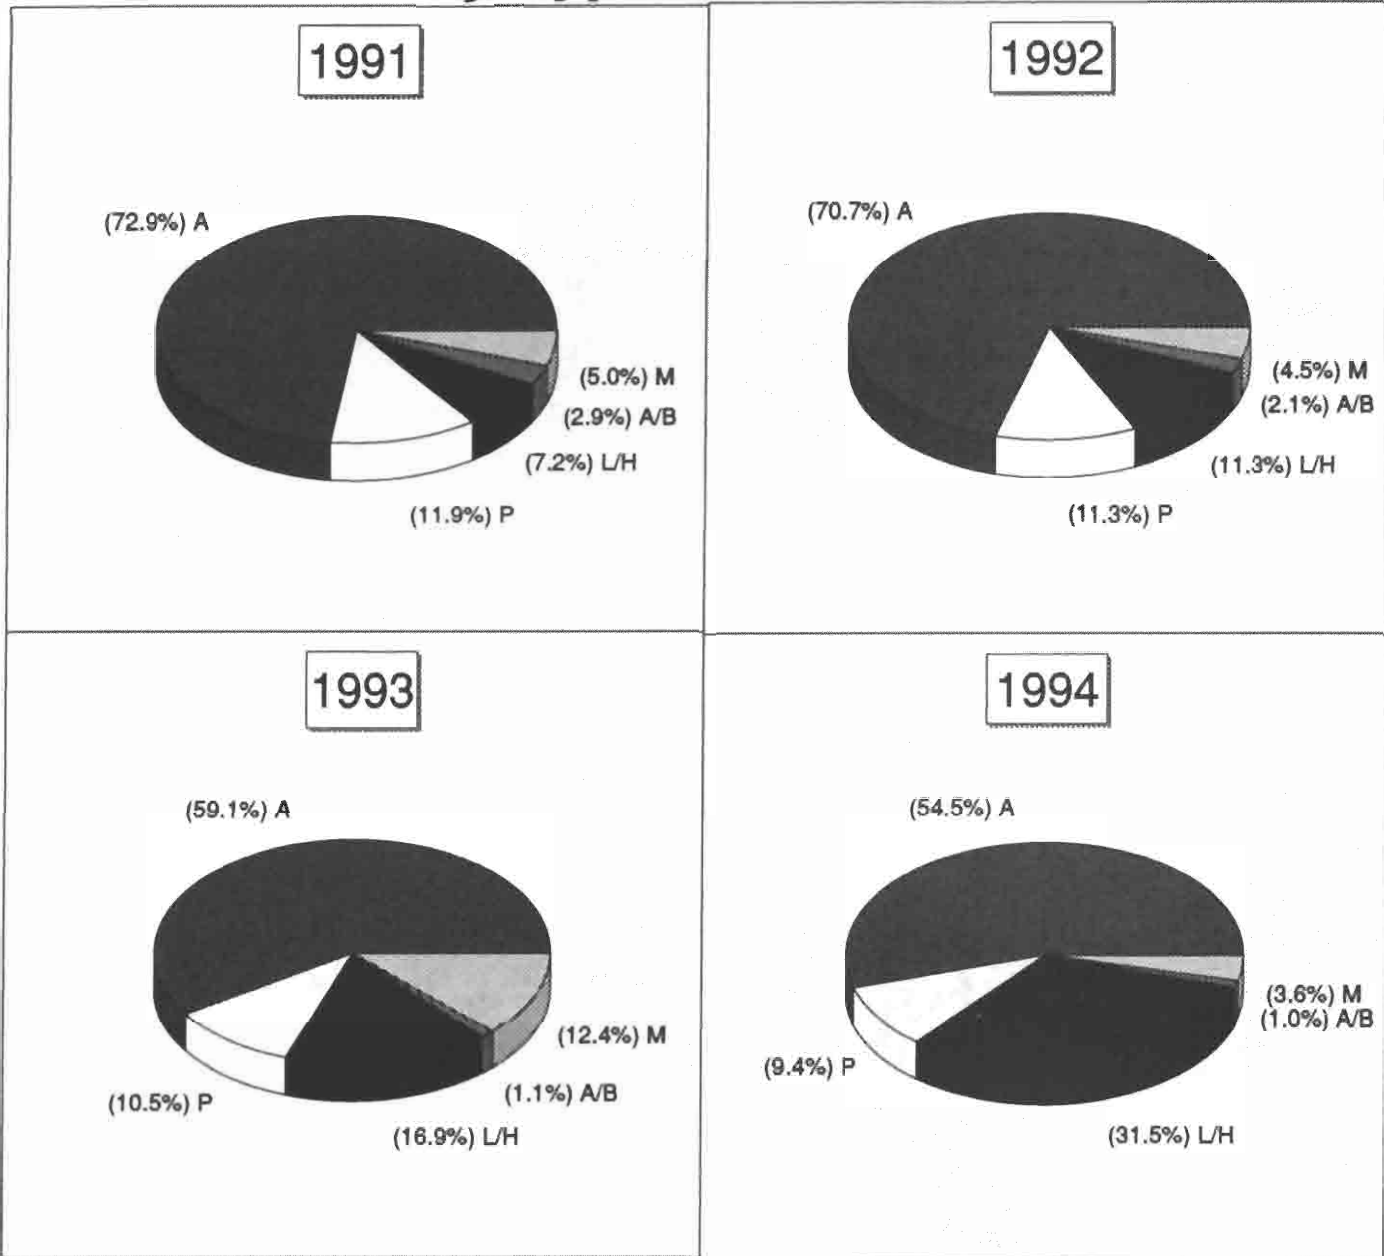 1991
(72.9%) A
(5.0%) M
(2.9%) A/B
(7.2%) L/H
(11.9%) P
1992
(70.7%) A
(4.5%) M
(2.1%) A/B
(11.3%) L/H
(11.3%) P
1993
(59.1%) A
(12.4%) M
(1.1%) A/B
(10.5%) P
(16.9%) L/H
1994
(54.5%) A
(3.6%) M
(1.0%) A/B
(9.4%) P
(31.5%) L/H